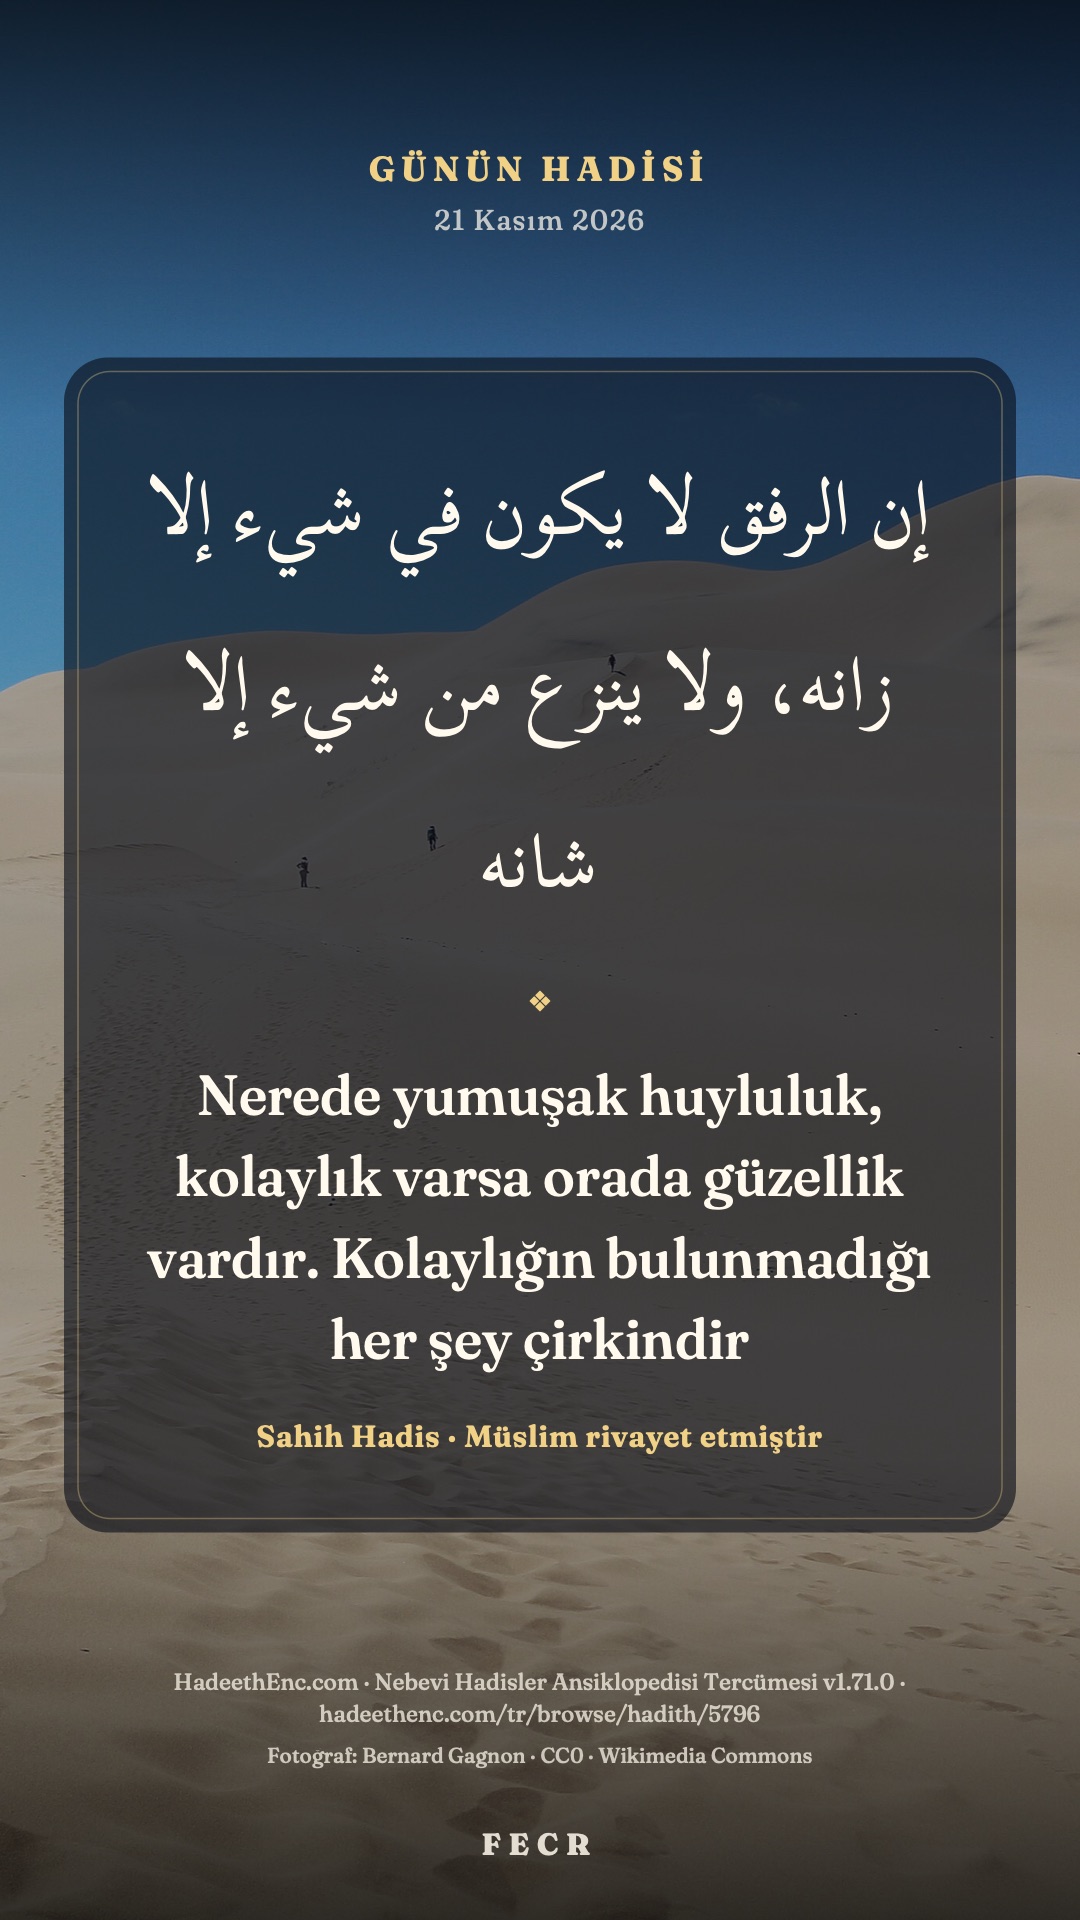 GÜNÜN HADİSİ
21 Kasım 2026
إن الرفق لا يكون في شيء إلا
زانه، ولا ينزع من شيء إلا
شانه
Nerede yumuşak huyluluk,
kolaylık varsa orada güzellik
vardır. Kolaylığın bulunmadığı
her şey çirkindir
Sahih Hadis · Müslim rivayet etmiştir
HadeethEnc.com · Nebevi Hadisler Ansiklopedisi Tercümesi v1.71.0 ·
hadeethenc.com/tr/browse/hadith/5796
Fotoğraf: Bernard Gagnon · CC0 · Wikimedia Commons
FECR